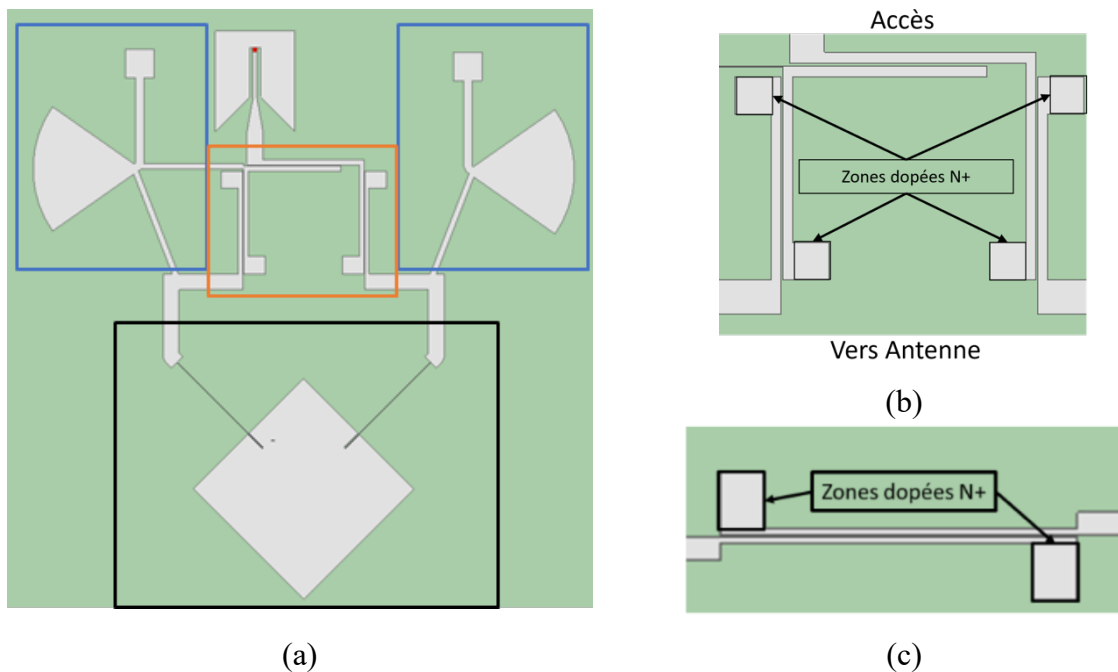 Accès
Zones dopées N+
Vers Antenne
(b)
Zones dopées N+
(a)
(c)